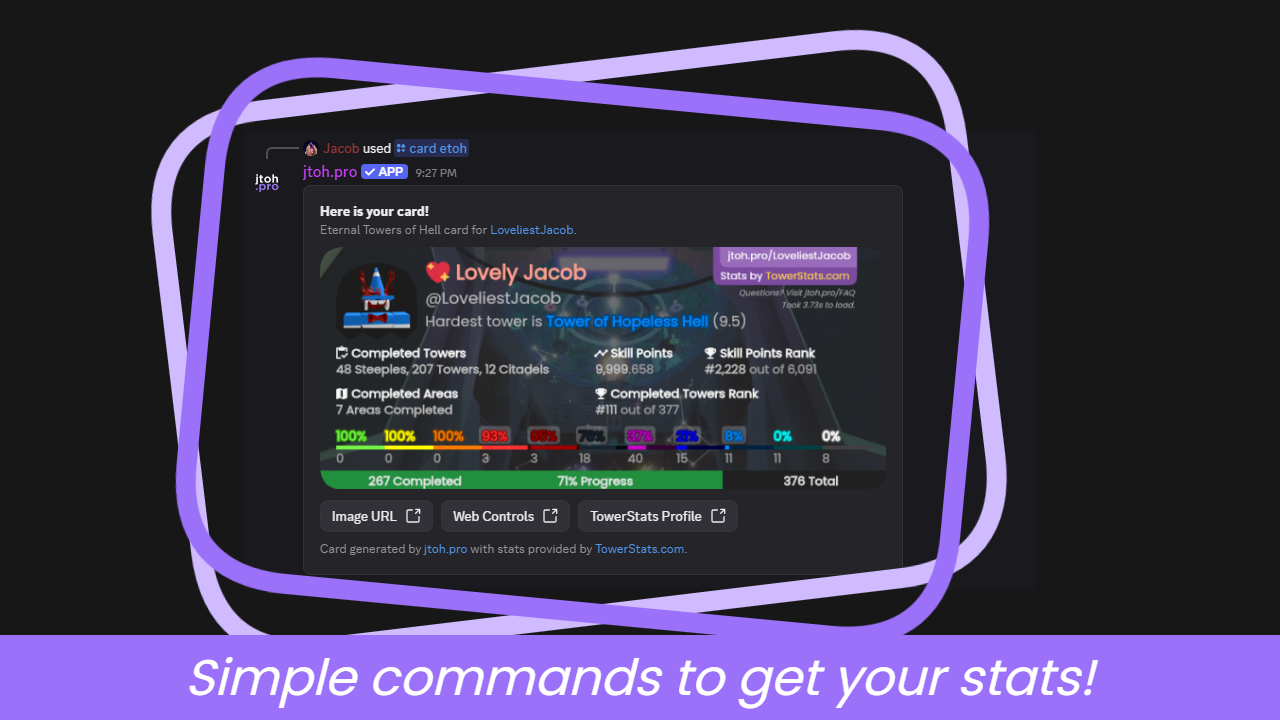 Jacob used card etoh
jtoh.pro APP 9:27 PM
jtoh
.pro
Here is your card!
Eternal Towers of Hell card for LoveliestJacob.
jtoh.pro/LoveliestJacob
Stats by TowerStats.com
Questions? Visit jtoh.pro/FAQ
Took 3.73s to load.
Lovely Jacob
@LoveliestJacob
Hardest tower is Tower of Hopeless Hell (9.5)
Completed Towers
48 Steeples, 207 Towers, 12 Citadels
Skill Points
9,999.658
Skill Points Rank
#2,228 out of 6,091
Completed Areas
7 Areas Completed
Completed Towers Rank
#111 out of 377
100% 100% 100% 93% 37% 8% 0% 0%
0 0 0 3 3 18 40 15 11 11 8
267 Completed 71% Progress 376 Total
Image URL Web Controls TowerStats Profile
Card generated by jtoh.pro with stats provided by TowerStats.com.
Simple commands to get your stats!